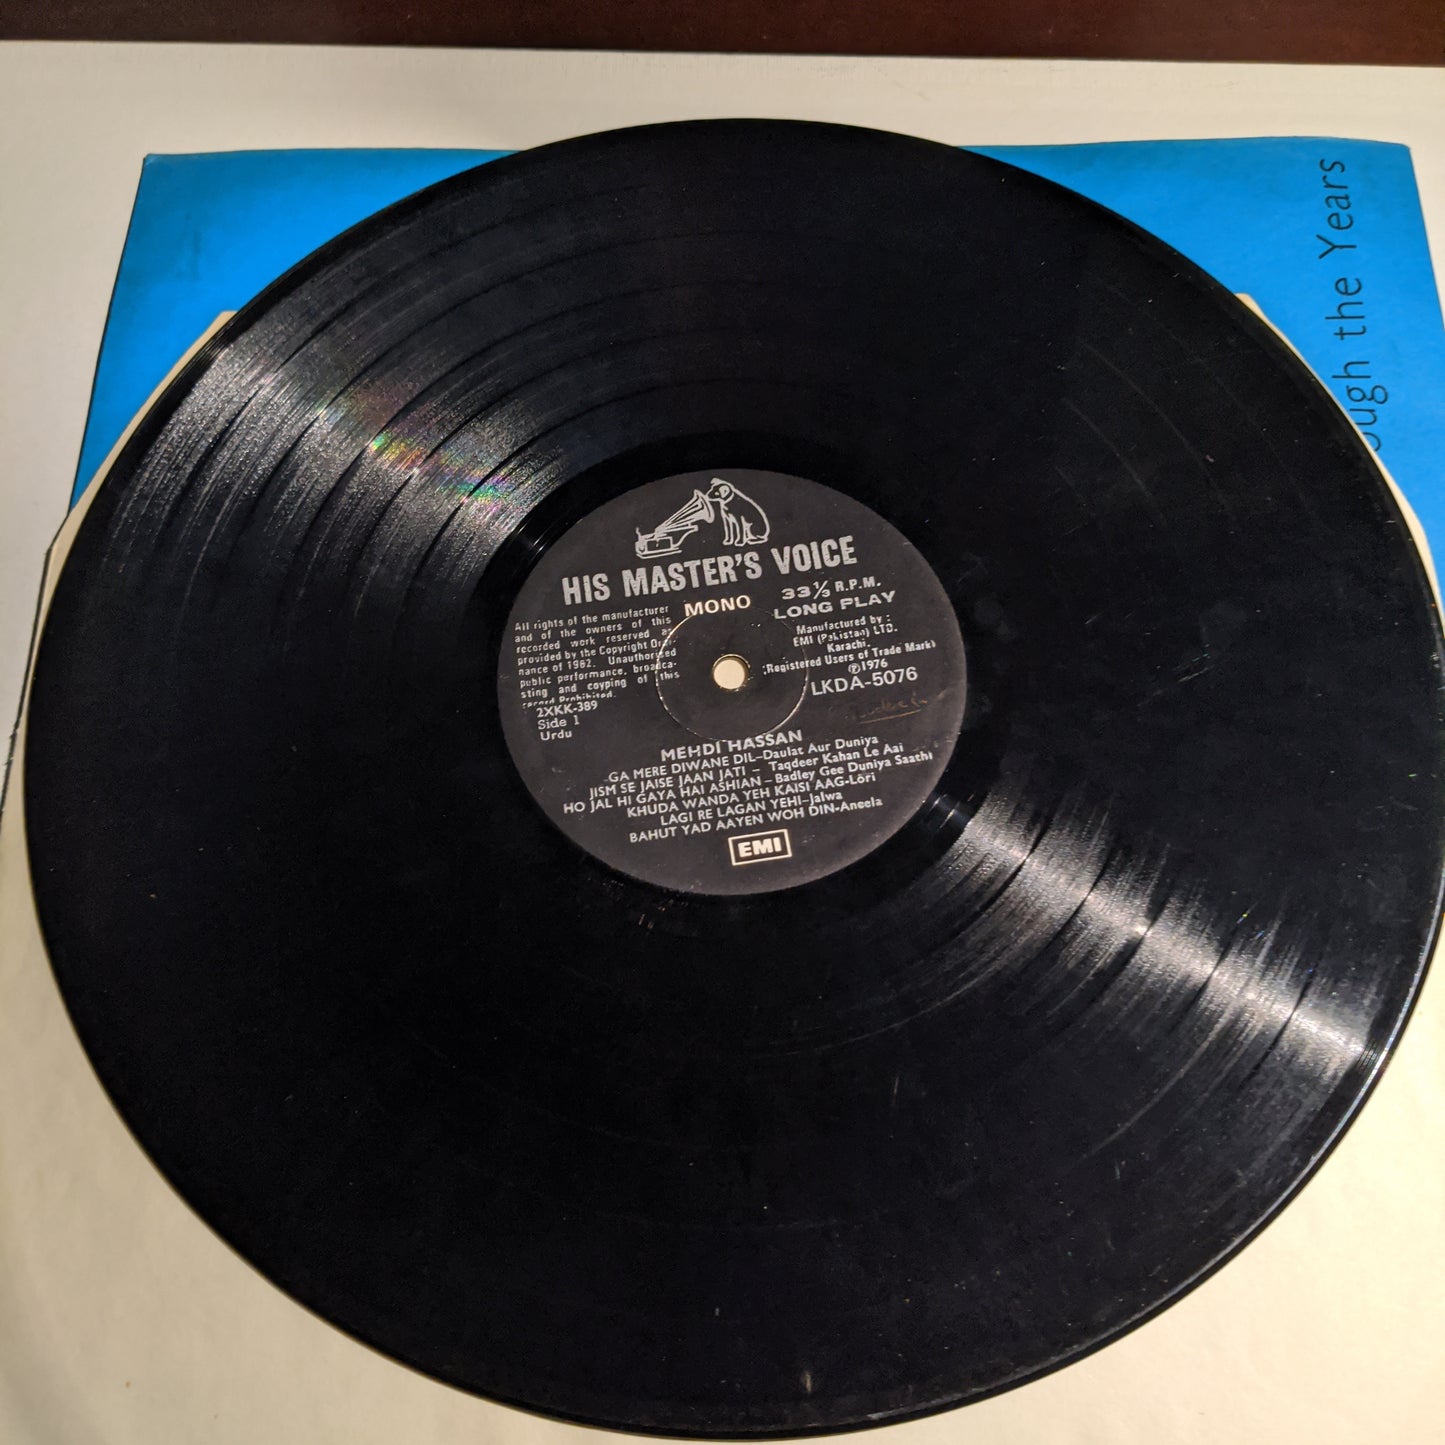 ough the Years
HIS MASTER'S VOICE
MONO
33 1/3 R.P.M.
LONG PLAY
All rights of the manufacturer
and of the owners of this
recorded work reserved as
provided by the Copyright Ordi-
nance of 1962. Unauthorised
public performance, broadca-
sting and coyping of this
record Prohibited.
Manufactured by :
EMI (Pakistan) LTD.
Karachi.
(Registered Users of Trade Mark)
℗1976
LKDA-5076
2XKK-389
Side 1
Urdu
MEHDI HASSAN
GA MERE DIWANE DIL–Daulat Aur Duniya
JISM SE JAISE JAAN JATI – Taqdeer Kahan Le Aai
HO JAL HI GAYA HAI ASHIAN – Badley Gee Duniya Saathi
KHUDA WANDA YEH KAISI AAG-Lori
LAGI RE LAGAN YEHI–Jalwa
BAHUT YAD AAYEN WOH DIN-Aneela
EMI